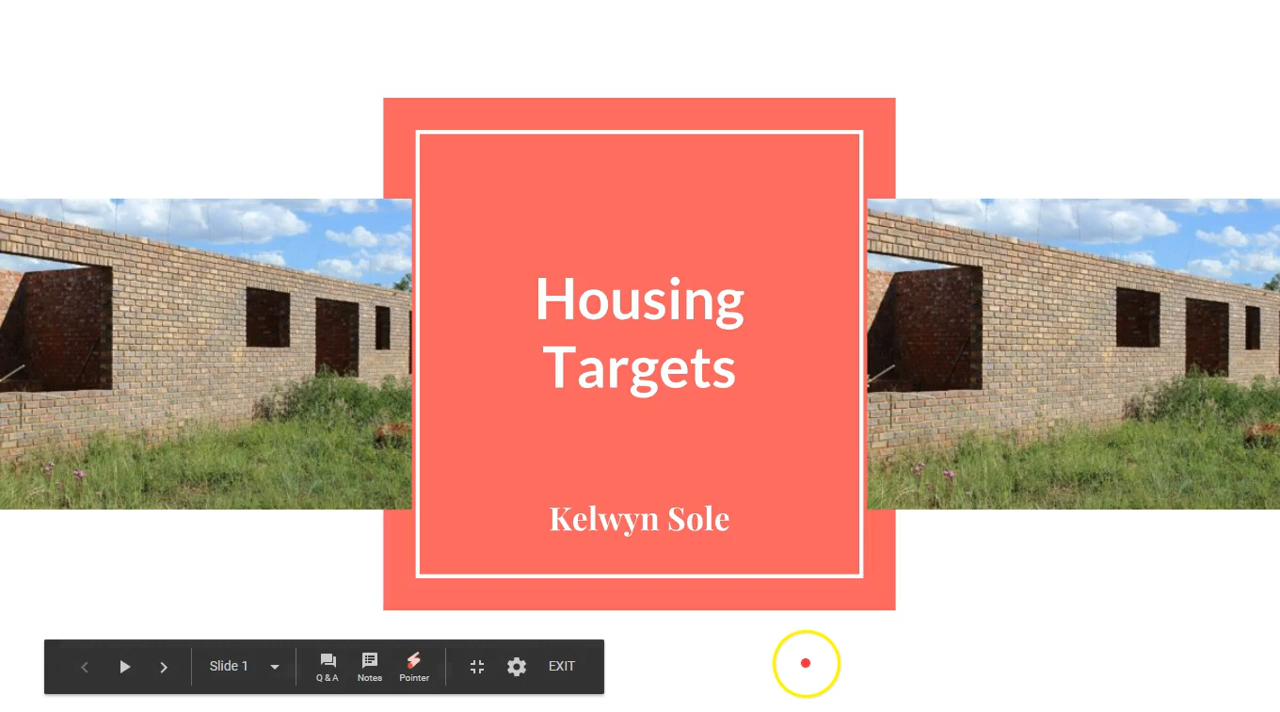 Housing
Targets
Kelwyn Sole
Slide 1
Q & A
Notes
Pointer
EXIT